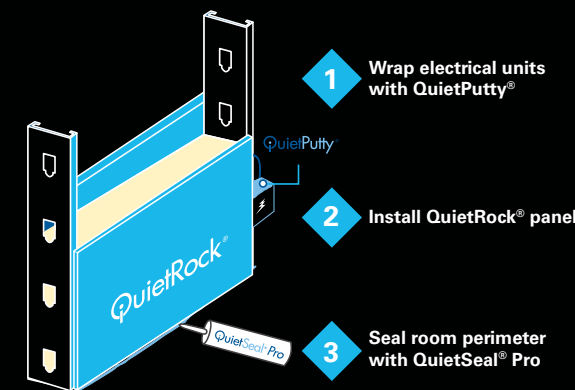 1
Wrap electrical units
with QuietPutty®
QuietPutty®
2
Install QuietRock® panel
QuietRock®
3
Seal room perimeter
with QuietSeal® Pro
QuietSeal® Pro